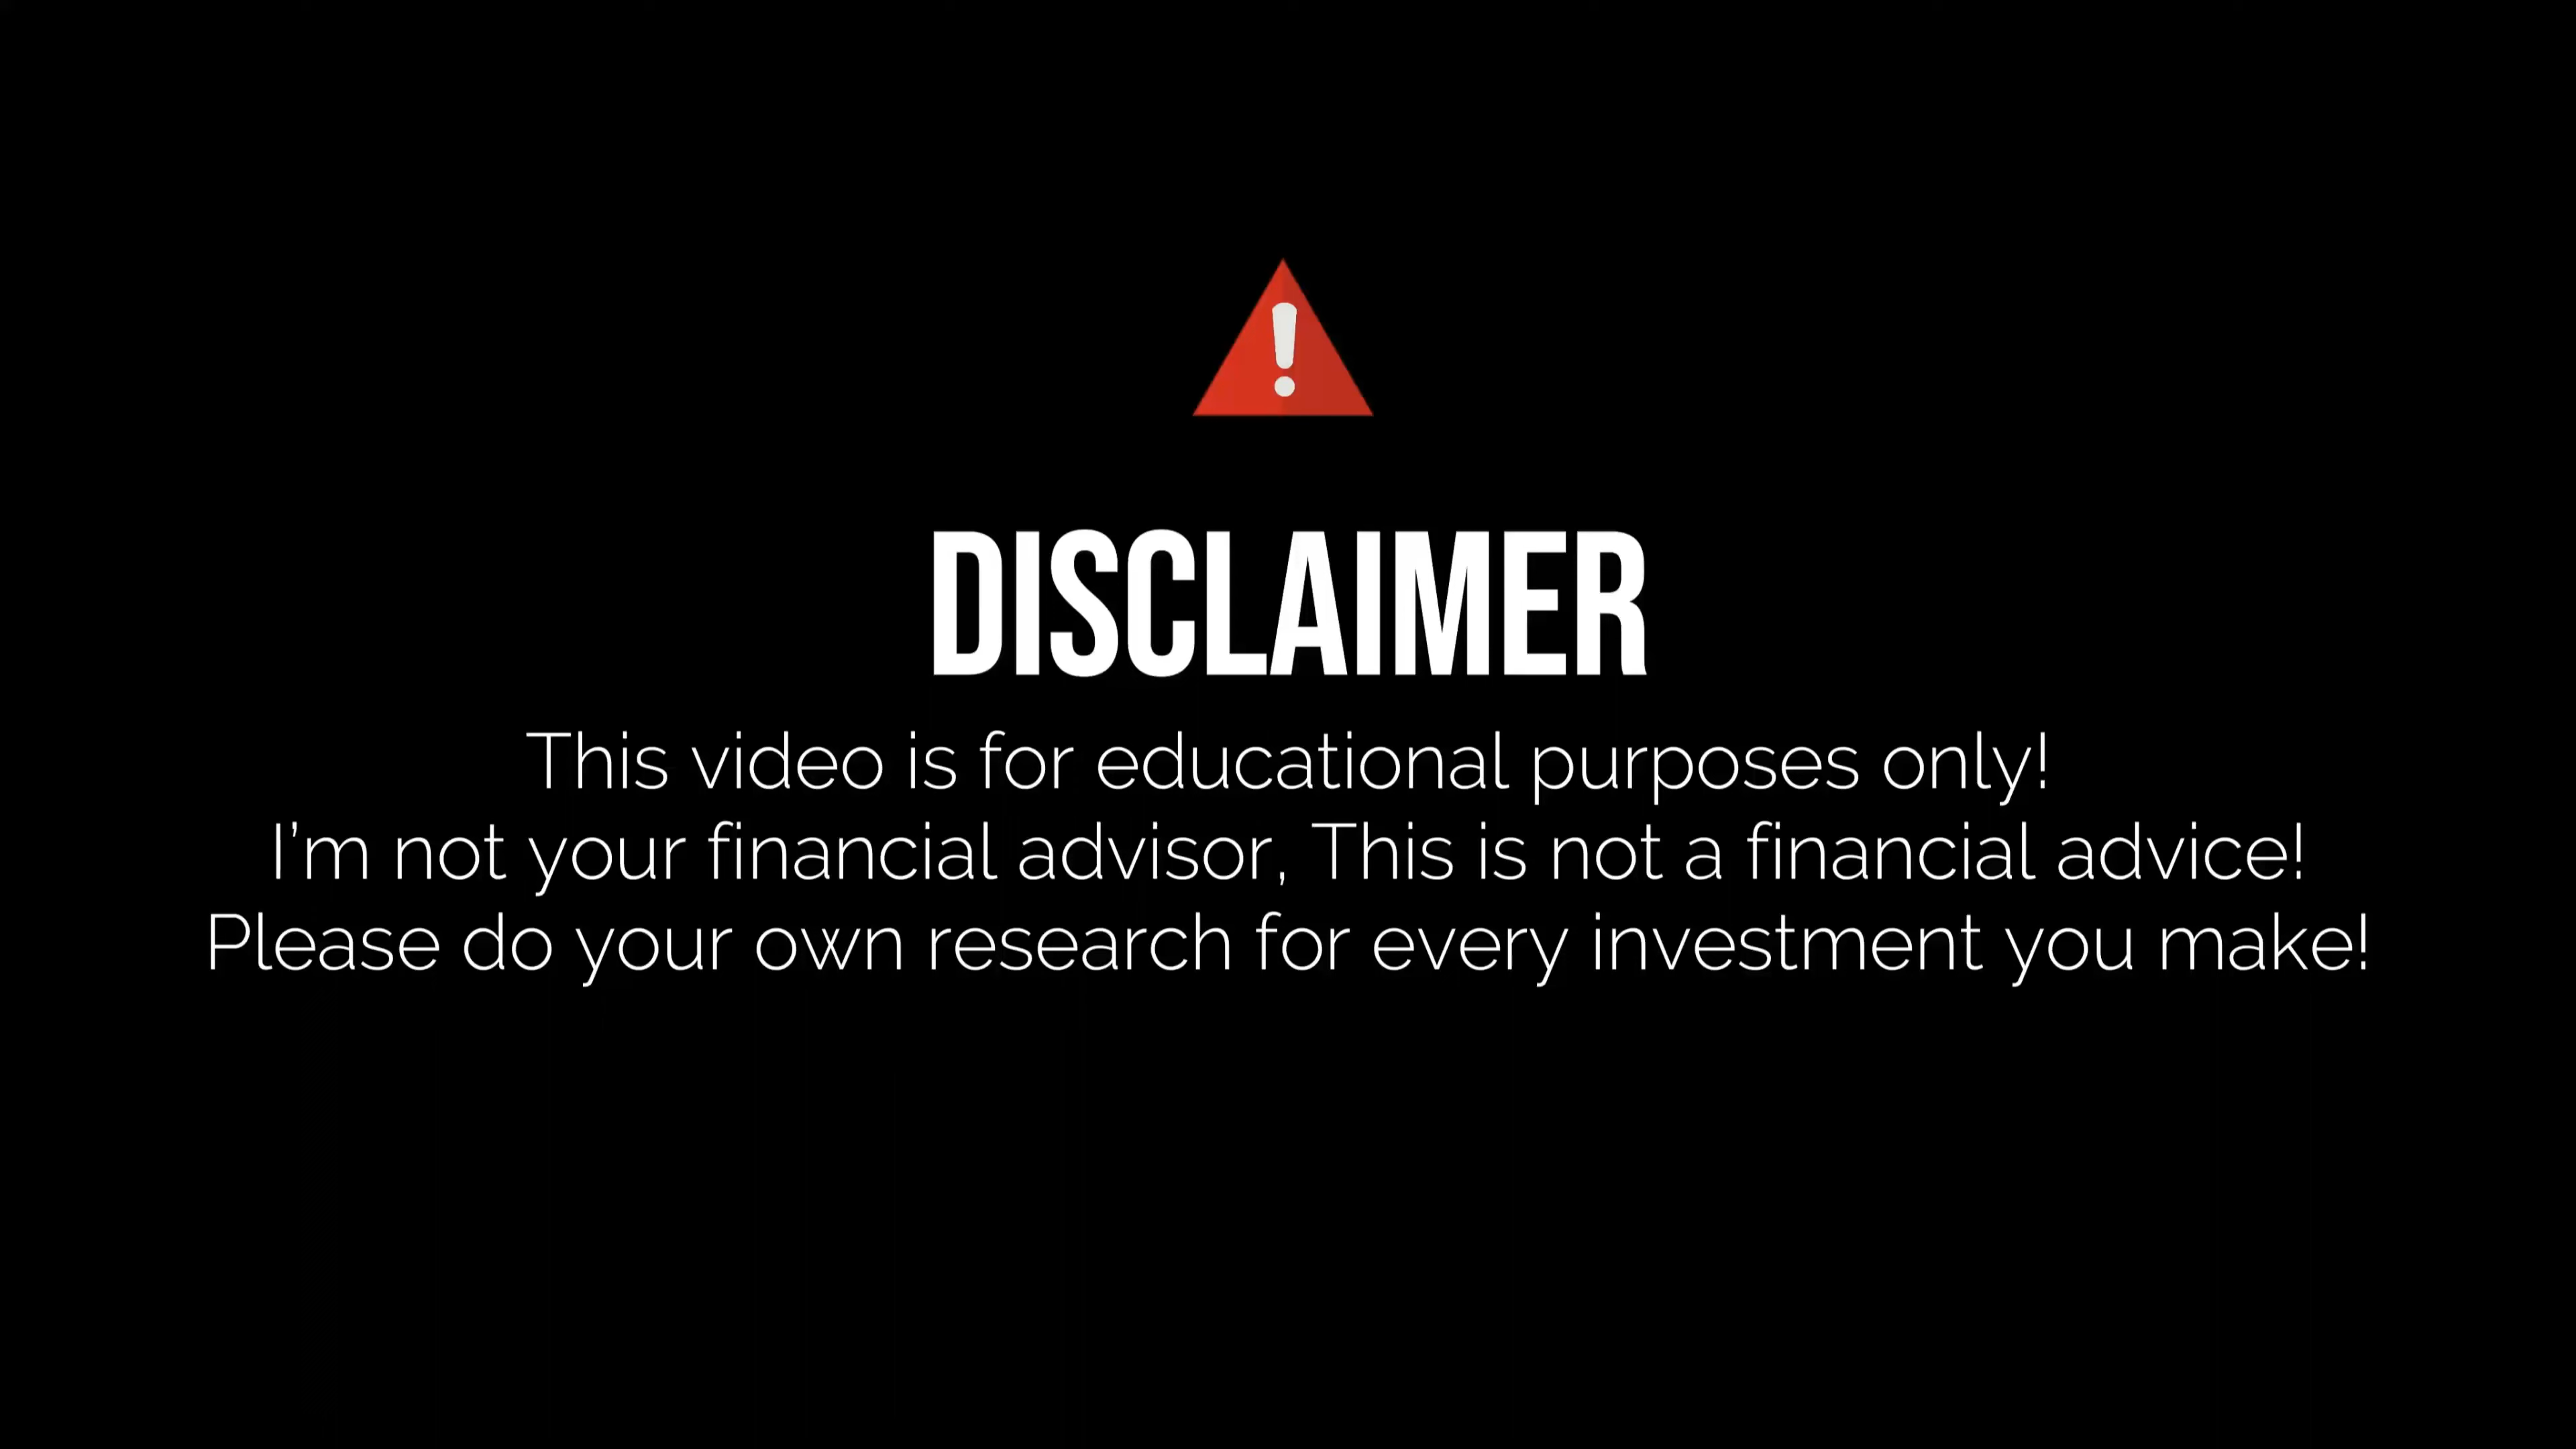 DISCLAIMER
This video is for educational purposes only!
I’m not your financial advisor, This is not a financial advice!
Please do your own research for every investment you make!